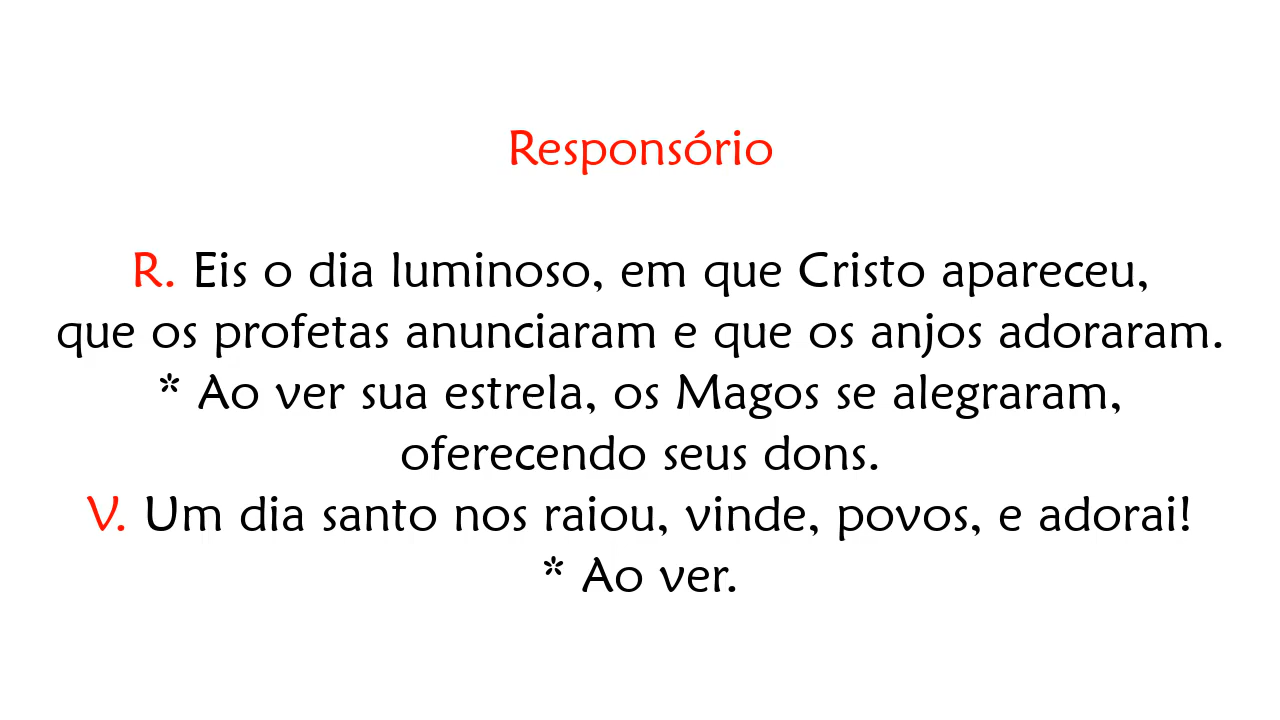 Responsório
R. Eis o dia luminoso, em que Cristo apareceu,
que os profetas anunciaram e que os anjos adoraram.
* Ao ver sua estrela, os Magos se alegraram,
oferecendo seus dons.
V. Um dia santo nos raiou, vinde, povos, e adorai!
* Ao ver.